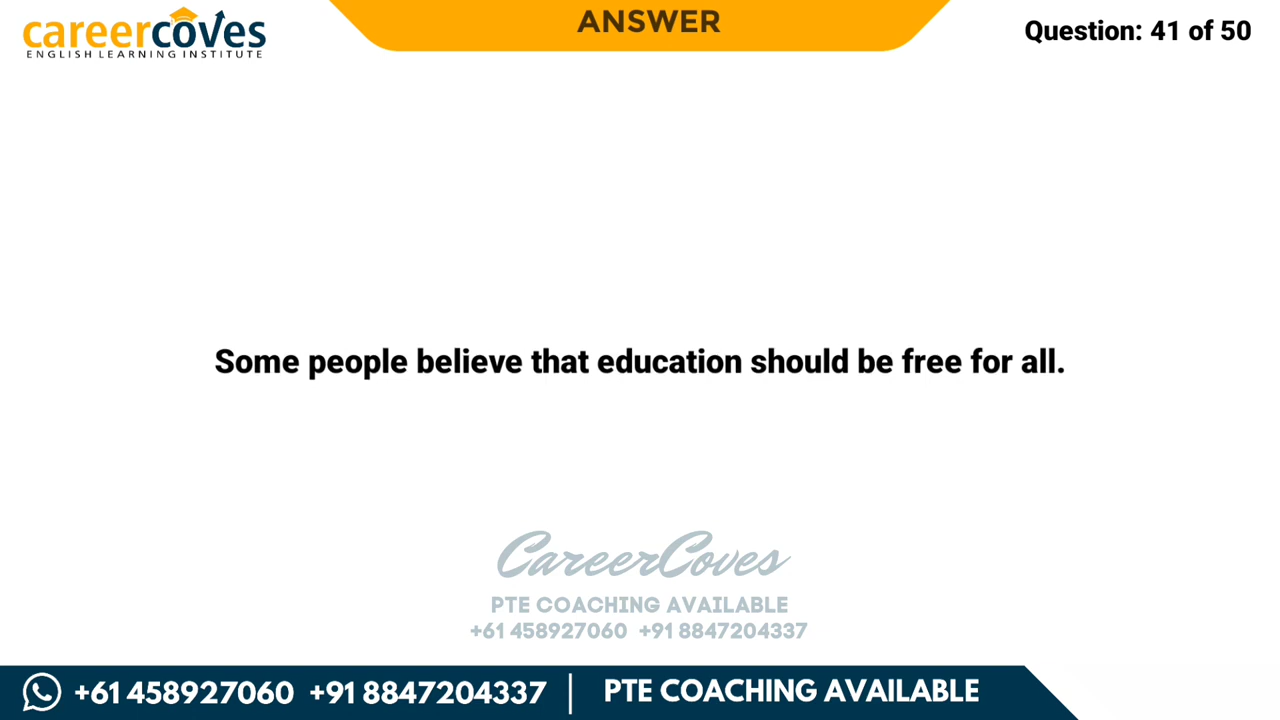 careercoves
ENGLISH LEARNING INSTITUTE
ANSWER
Question: 41 of 50
Some people believe that education should be free for all.
CareerCoves
PTE COACHING AVAILABLE
+61 458927060 +91 8847204337
+61 458927060 +91 8847204337 | PTE COACHING AVAILABLE